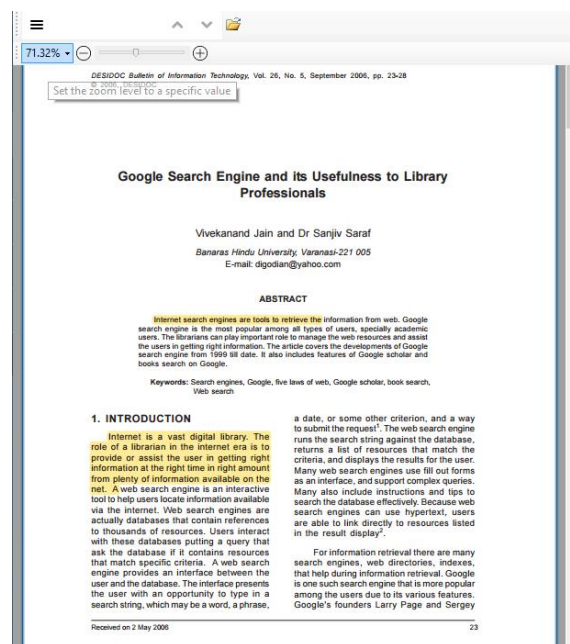 71.32%
DESIDOC Bulletin of Information Technology, Vol. 26, No. 5, September 2006, pp. 23-28
© 2006, DESIDOC
Set the zoom level to a specific value
Google Search Engine and its Usefulness to Library
Professionals
Vivekanand Jain and Dr Sanjiv Saraf
Banaras Hindu University, Varanasi-221 005
E-mail: digodian@yahoo.com
ABSTRACT
Internet search engines are tools to retrieve the information from web. Google
search engine is the most popular among all types of users, specially academic
users. The librarians can play important role to manage the web resources and assist
the users in getting right information. The article covers the developments of Google
search engine from 1999 till date. It also includes features of Google scholar and
books search on Google.
Keywords: Search engines, Google, five laws of web, Google scholar, book search,
Web search
1. INTRODUCTION
Internet is a vast digital library. The
role of a librarian in the internet era is to
provide or assist the user in getting right
information at the right time in right amount
from plenty of information available on the
net. A web search engine is an interactive
tool to help users locate information available
via the internet. Web search engines are
actually databases that contain references
to thousands of resources. Users interact
with these databases putting a query that
ask the database if it contains resources
that match specific criteria. A web search
engine provides an interface between the
user and the database. The interface presents
the user with an opportunity to type in a
search string, which may be a word, a phrase,
a date, or some other criterion, and a way
to submit the request¹. The web search engine
runs the search string against the database,
returns a list of resources that match the
criteria, and displays the results for the user.
Many web search engines use fill out forms
as an interface, and support complex queries.
Many also include instructions and tips to
search the database effectively. Because web
search engines can use hypertext, users
are able to link directly to resources listed
in the result display².
For information retrieval there are many
search engines, web directories, indexes,
that help during information retrieval. Google
is one such search engine that is more popular
among the users due to its various features.
Google's founders Larry Page and Sergey
Received on 2 May 2006
23